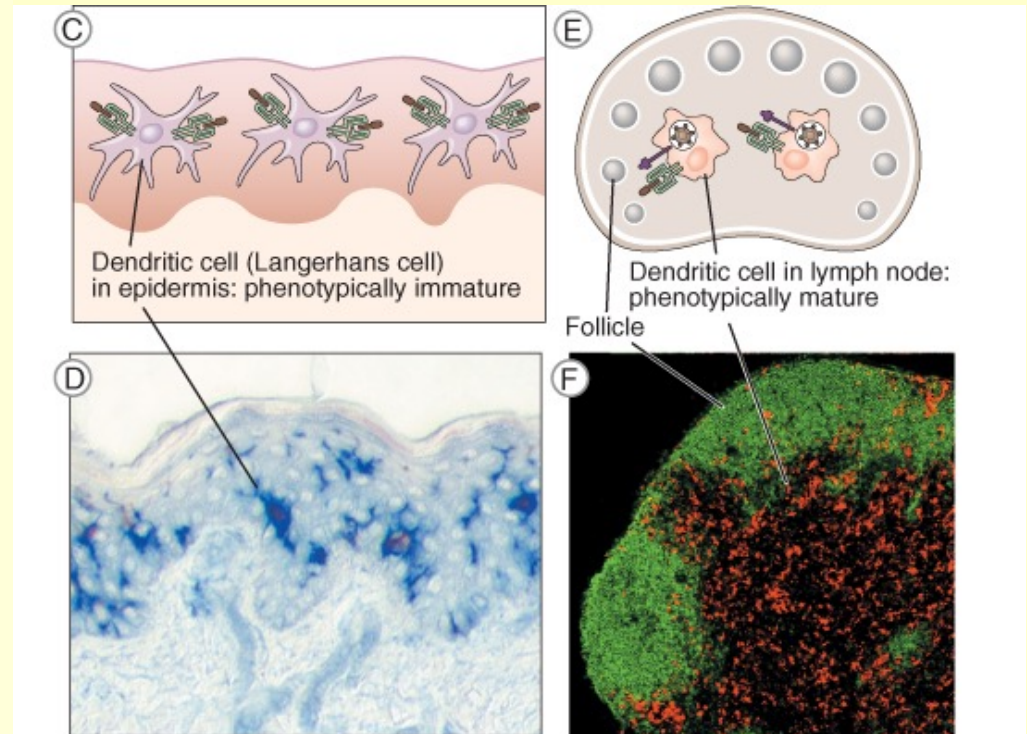 C
E
Dendritic cell (Langerhans cell)
in epidermis: phenotypically immature
Dendritic cell in lymph node:
phenotypically mature
Follicle
D
F